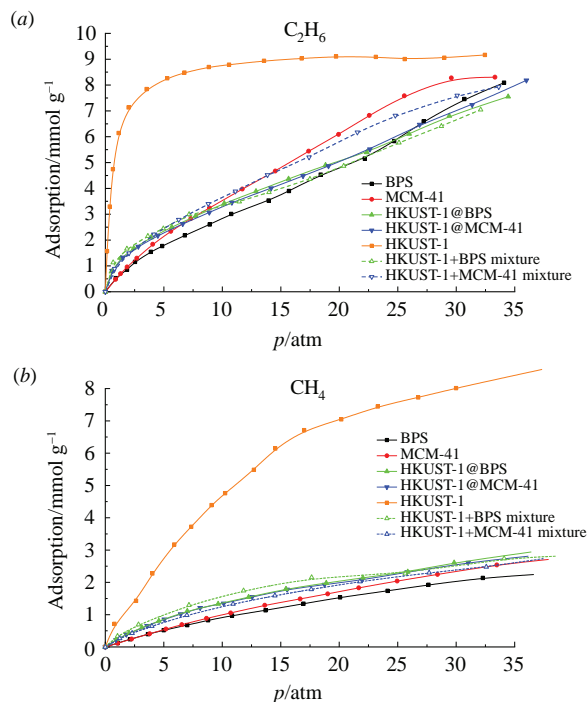 (a)
C2H6
Adsorption/mmol g–1
10
9
8
7
6
5
4
3
2
1
0
BPS
MCM-41
HKUST-1@BPS
HKUST-1@MCM-41
HKUST-1
HKUST-1+BPS mixture
HKUST-1+MCM-41 mixture
0 5 10 15 20 25 30 35
p/atm
(b)
CH4
Adsorption/mmol g–1
8
7
6
5
4
3
2
1
0
BPS
MCM-41
HKUST-1@BPS
HKUST-1@MCM-41
HKUST-1
HKUST-1+BPS mixture
HKUST-1+MCM-41 mixture
0 5 10 15 20 25 30 35
p/atm